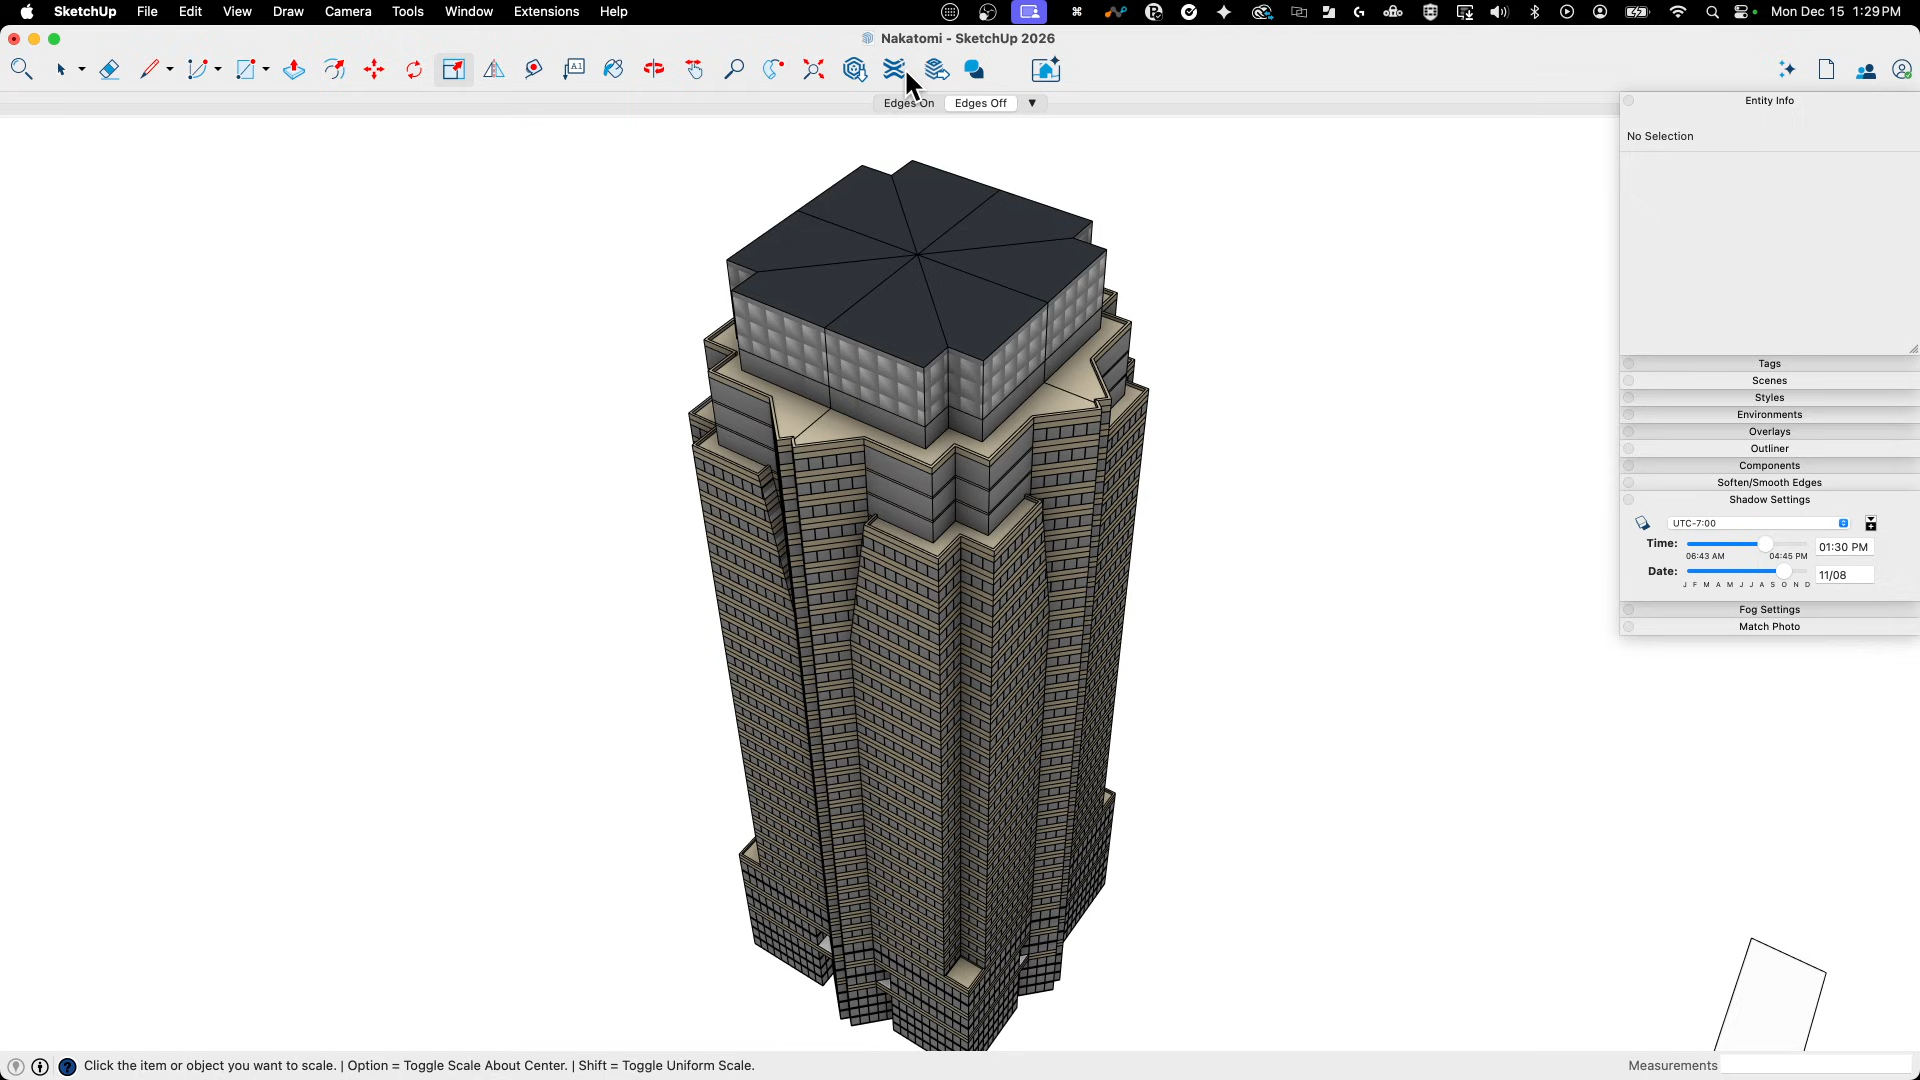 SketchUp File Edit View Draw Camera Tools Window Extensions Help
Mon Dec 15 1:29 PM
Nakatomi - SketchUp 2026
A1
Edges On Edges Off
Entity Info
No Selection
Tags
Scenes
Styles
Environments
Overlays
Outliner
Components
Soften/Smooth Edges
Shadow Settings
UTC-7:00
Time: 01:30 PM
06:43 AM 04:45 PM
Date: 11/08
J F M A M J J A S O N D
Fog Settings
Match Photo
Click the item or object you want to scale. | Option = Toggle Scale About Center. | Shift = Toggle Uniform Scale.
Measurements